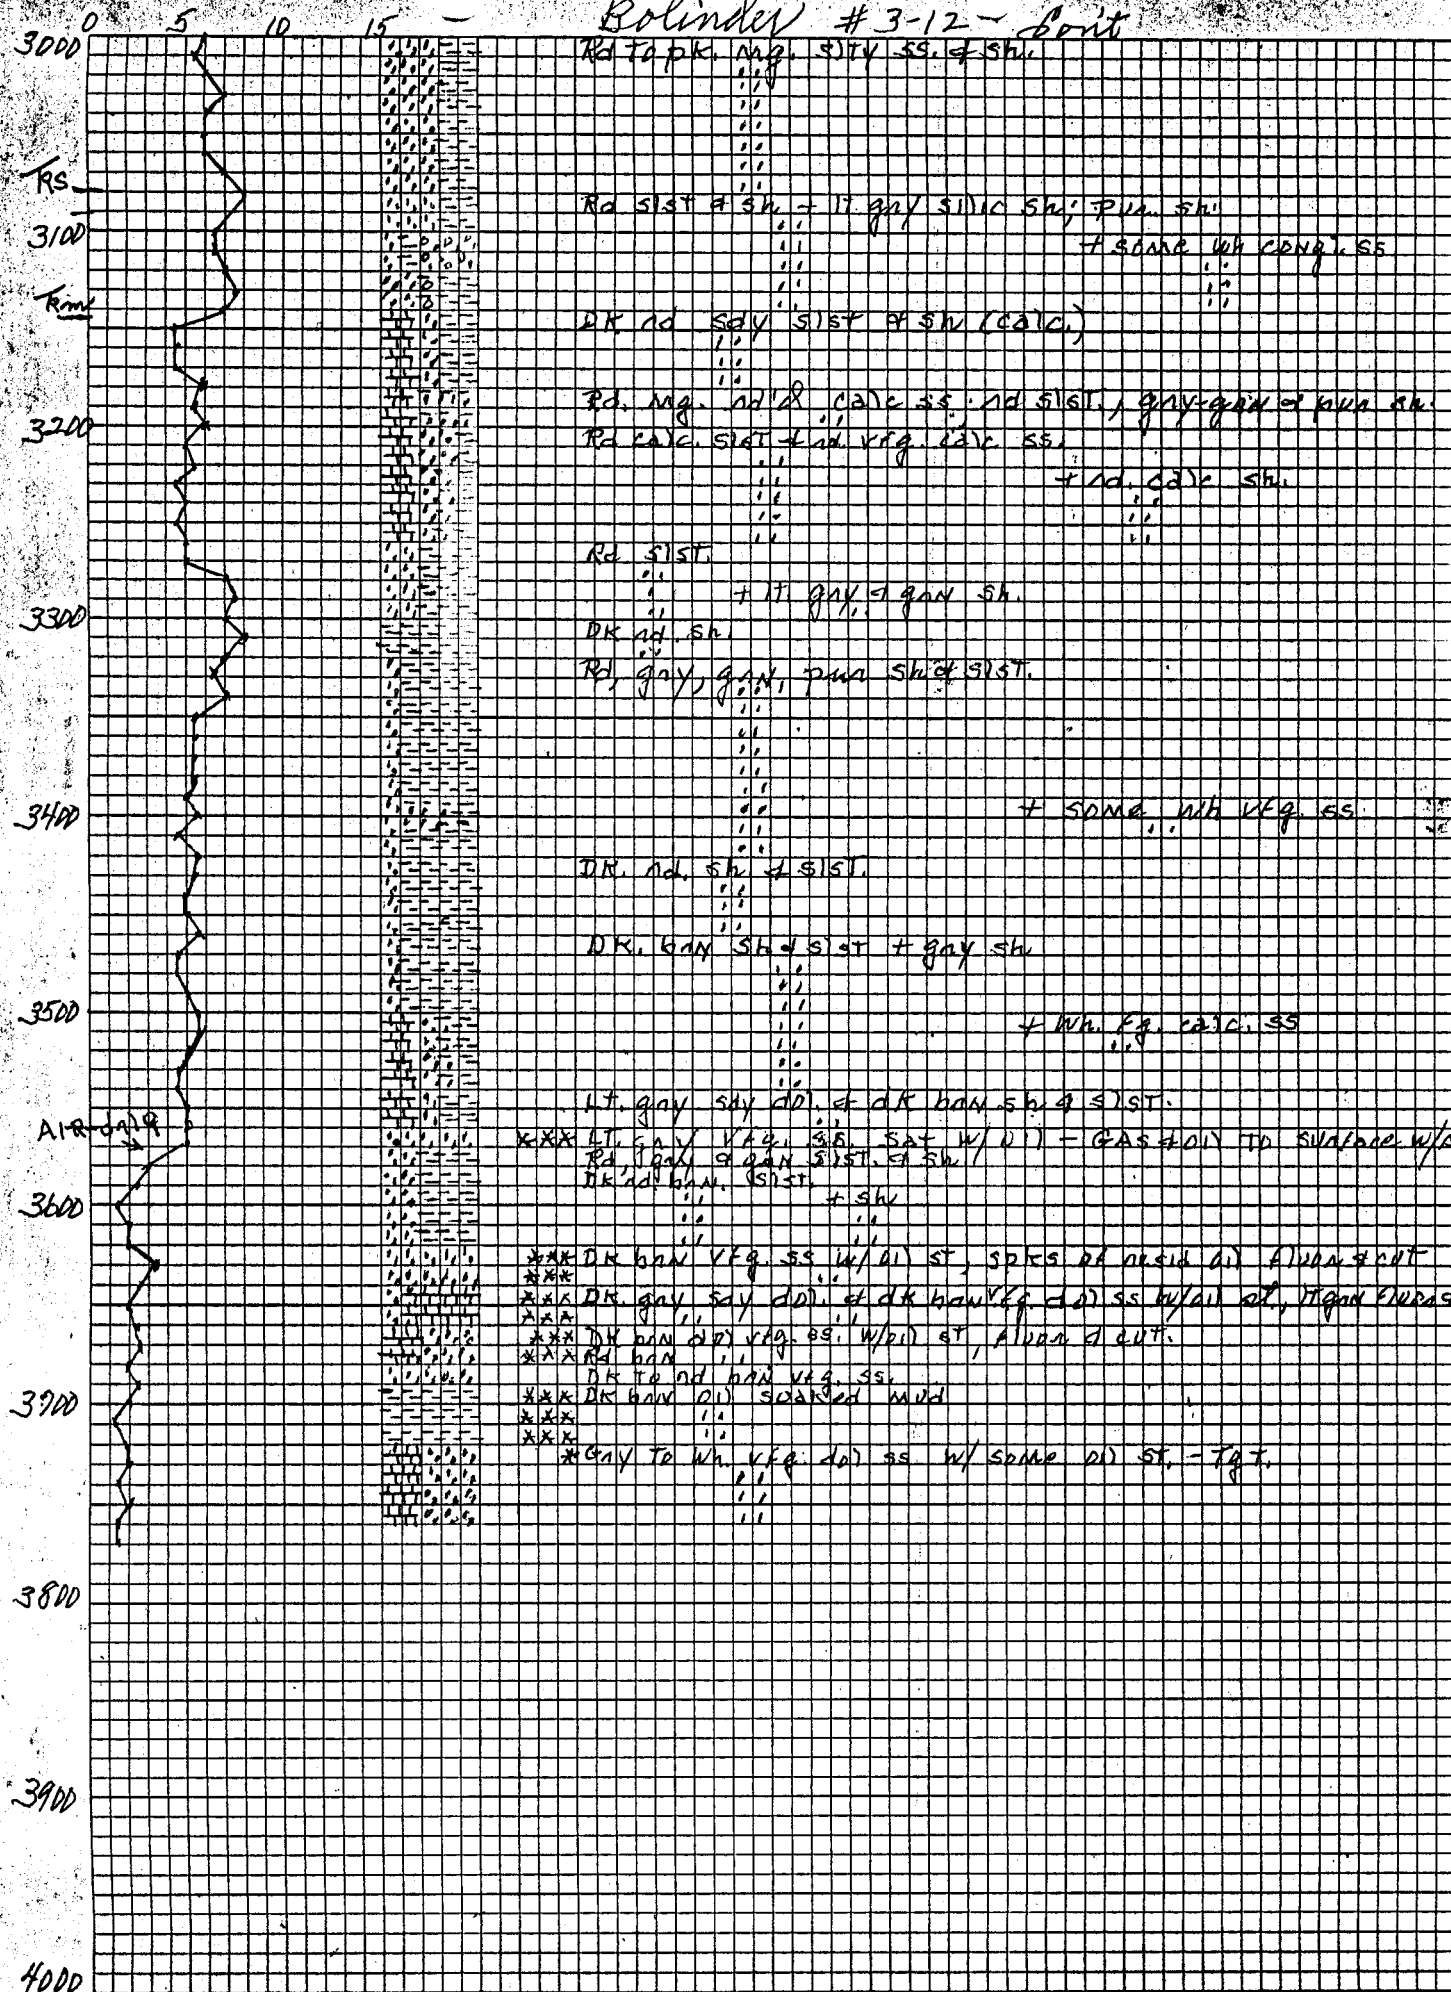 Bolinder #3-12 - Con't
0 5 10 15
3000 Rd to pk. mg. slty ss. & sh.
Ŧrs
Rd slst & sh + lt gry silic sh; pur. sh.
3100 + some wh cong. ss
Ŧrm
Dk rd sdy slst & sh (calc.)
Rd. mg. rd'd calc ss. rd slst., gry-grn & pur sh.
3200
Rd calc. slst + rd. vfg. calc ss.
+ rd. calc sh.
Rd slst.
+ lt. gry. & grn sh.
3300
Dk rd. sh.
Rd, gry, grn, pur sh & slst.
3400 + some wh vfg. ss
Dk. rd. sh & slst.
Dk. brn sh & slst + gry sh
3500
+ Wh. fg. calc. ss
Lt. gry sdy dol. & dk brn sh & slst.
Air drlg
*** Lt. gry vfg. ss. sat w/ oil - GAS & oil to surface w/
Rd, gry & grn slst. & sh
Dk rd. brn. slst.
3600 + sh
*** Dk brn vfg. ss. w/ oil st, spks of resid oil fluor & cut
***
*** Dk. gry sdy dol. & dk brn vfg. dol ss w/ oil st, lt grn fluor
***
*** Dk brn dol vfg. ss. w/ oil st, fluor & cut.
*** Rd brn
Dk to rd brn vfg. ss.
3700 *** Dk brn oil soaked mud
***
***
* Gry to wh. vfg. dol ss w/ some oil st. - Tgt.
3800
3900
4000